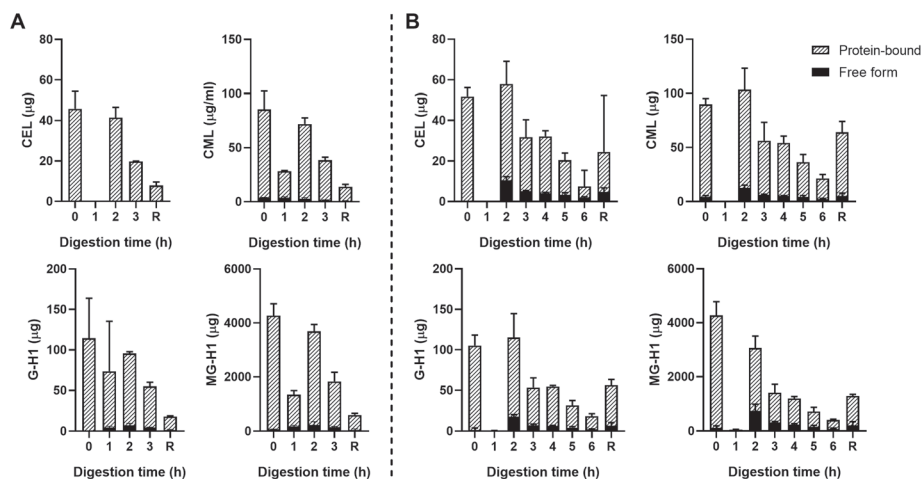 A
CEL (μg)
80
60
40
20
0
0 1 2 3 R
Digestion time (h)
CML (μg/ml)
150
100
50
0
0 1 2 3 R
Digestion time (h)
G-H1 (μg)
200
150
100
50
0
0 1 2 3 R
Digestion time (h)
MG-H1 (μg)
6000
4000
2000
0
0 1 2 3 R
Digestion time (h)
B
CEL (μg)
80
60
40
20
0
0 1 2 3 4 5 6 R
Digestion time (h)
CML (μg)
150
100
50
0
0 1 2 3 4 5 6 R
Digestion time (h)
Protein-bound
Free form
G-H1 (μg)
200
150
100
50
0
0 1 2 3 4 5 6 R
Digestion time (h)
MG-H1 (μg)
6000
4000
2000
0
0 1 2 3 4 5 6 R
Digestion time (h)